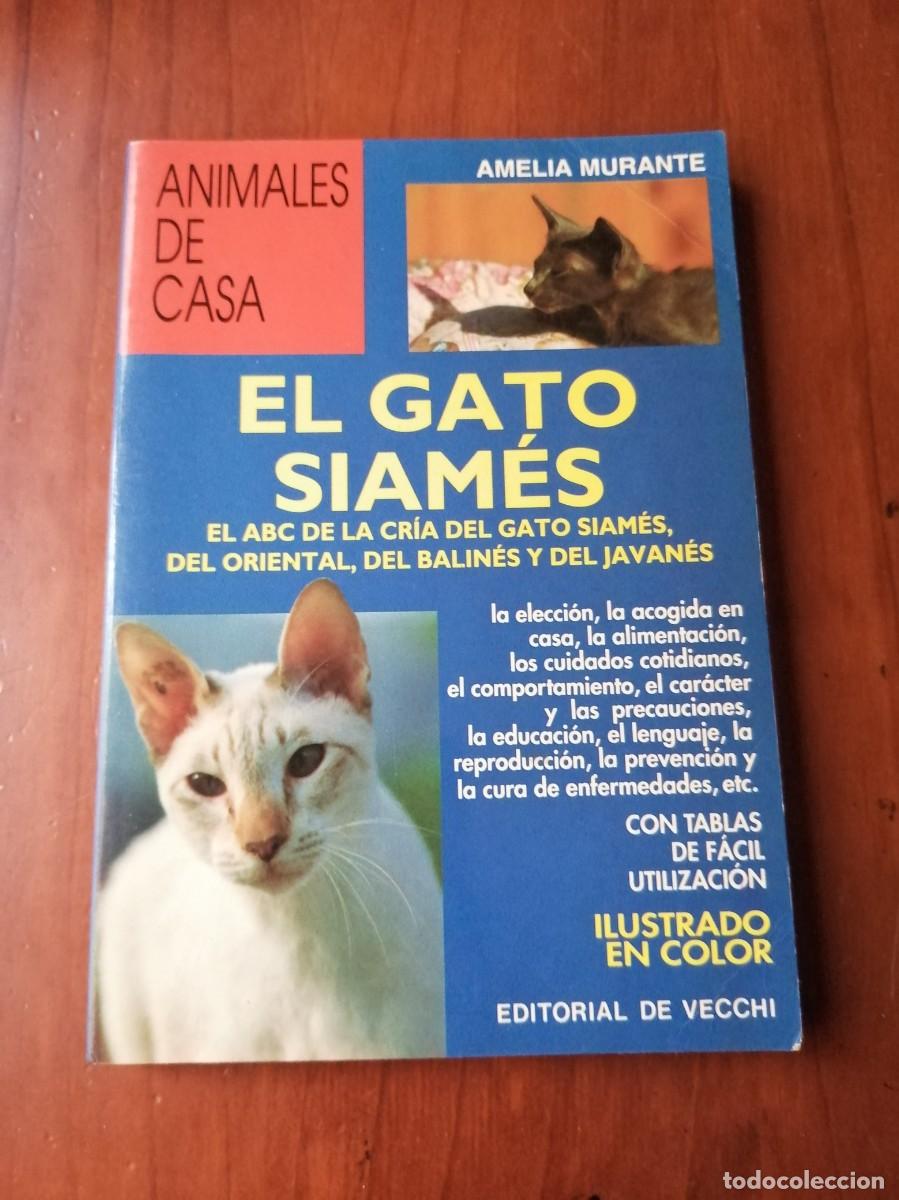 ANIMALES
DE
CASA
AMELIA MURANTE
EL GATO
SIAMÉS
EL ABC DE LA CRÍA DEL GATO SIAMÉS,
DEL ORIENTAL, DEL BALINÉS Y DEL JAVANÉS
la elección, la acogida en
casa, la alimentación,
los cuidados cotidianos,
el comportamiento, el carácter
y las precauciones,
la educación, el lenguaje, la
reproducción, la prevención y
la cura de enfermedades, etc.
CON TABLAS
DE FÁCIL
UTILIZACIÓN
ILUSTRADO
EN COLOR
EDITORIAL DE VECCHI
todocoleccion